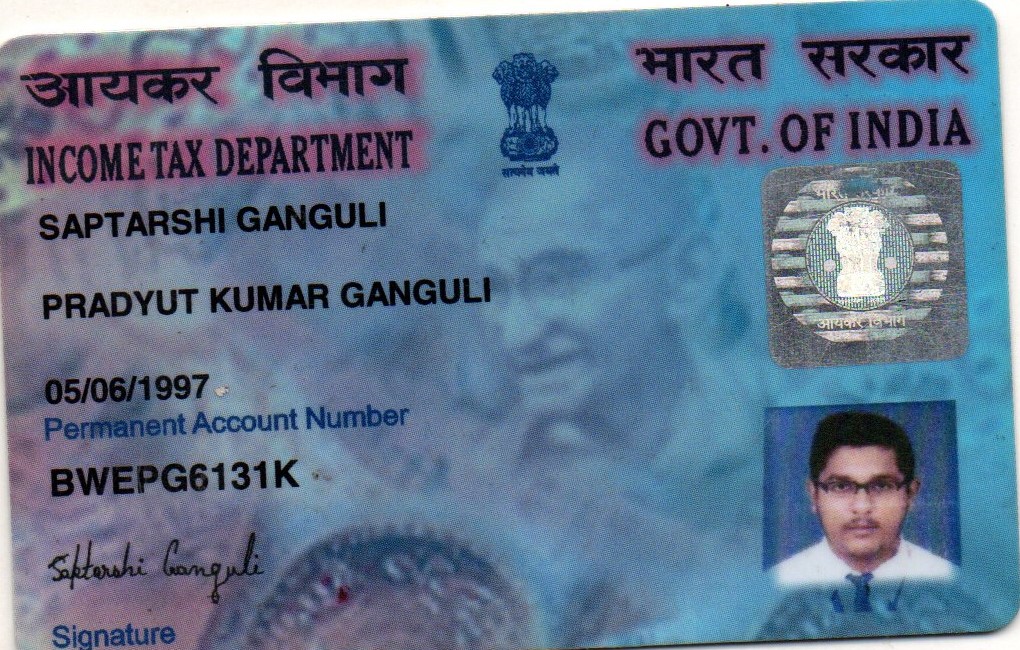 आयकर विभाग
INCOME TAX DEPARTMENT
भारत सरकार
GOVT. OF INDIA
सत्यमेव जयते
SAPTARSHI GANGULI
PRADYUT KUMAR GANGULI
05/06/1997
Permanent Account Number
BWEPG6131K
Saptarshi Ganguli
Signature
आयकर विभाग